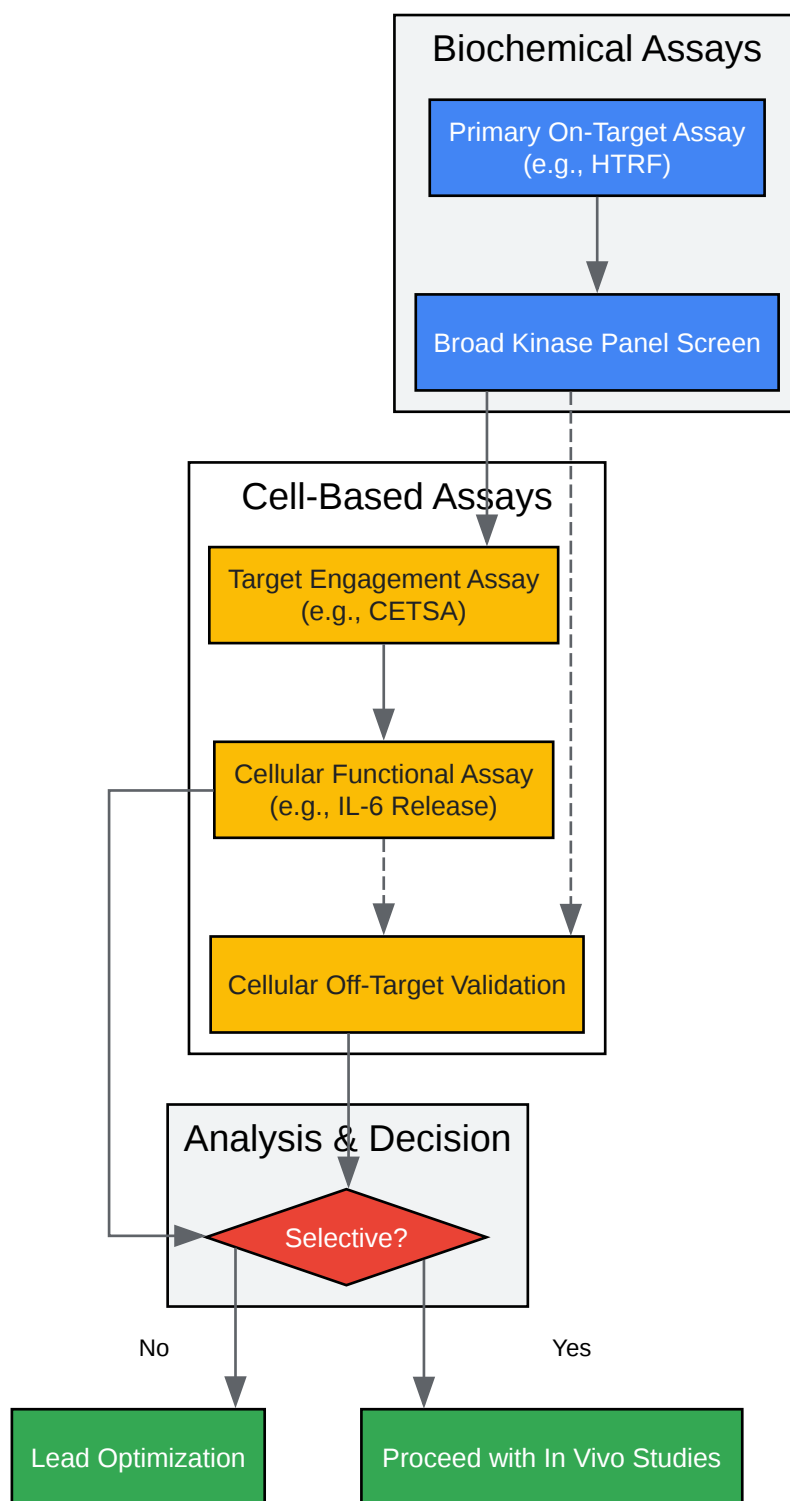 Biochemical Assays
Primary On-Target Assay
(e.g., HTRF)
Broad Kinase Panel Screen
Cell-Based Assays
Target Engagement Assay
(e.g., CETSA)
Cellular Functional Assay
(e.g., IL-6 Release)
Cellular Off-Target Validation
Analysis & Decision
Selective?
No
Yes
Lead Optimization
Proceed with In Vivo Studies